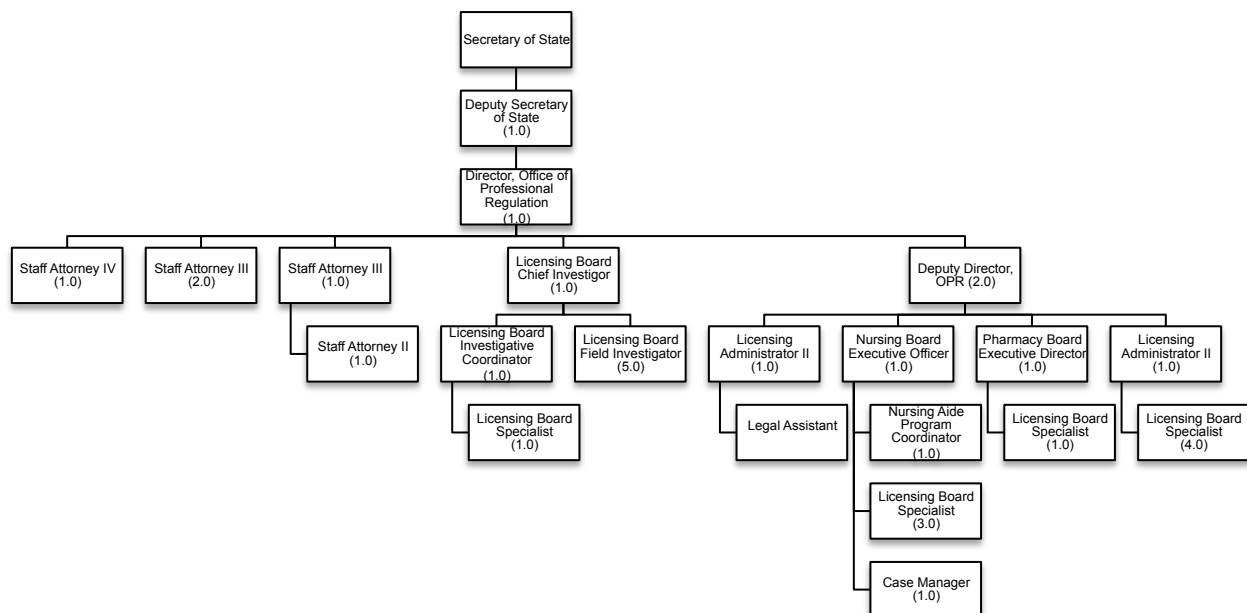 Secretary of State
Deputy Secretary
of State
(1.0)
Director, Office of
Professional
Regulation
(1.0)
Staff Attorney IV
(1.0)
Staff Attorney III
(2.0)
Staff Attorney III
(1.0)
Licensing Board
Chief Investigor
(1.0)
Deputy Director,
OPR (2.0)
Staff Attorney II
(1.0)
Licensing Board
Investigative
Coordinator
(1.0)
Licensing Board
Field Investigator
(5.0)
Licensing
Administrator II
(1.0)
Nursing Board
Executive Officer
(1.0)
Pharmacy Board
Executive Director
(1.0)
Licensing
Administrator II
(1.0)
Licensing Board
Specialist
(1.0)
Legal Assistant
Nursing Aide
Program
Coordinator
(1.0)
Licensing Board
Specialist
(1.0)
Licensing Board
Specialist
(4.0)
Licensing Board
Specialist
(3.0)
Case Manager
(1.0)